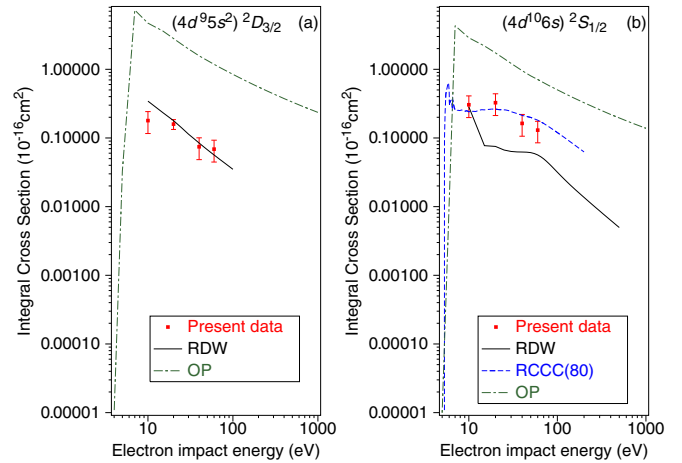 (4d⁹5s²) ²D₃/₂ (a)
Integral Cross Section (10⁻¹⁶cm²)
1.00000
0.10000
0.01000
0.00100
0.00010
0.00001
Present data
RDW
OP
10 100 1000
Electron impact energy (eV)
(4d¹⁰6s) ²S₁/₂ (b)
Integral Cross Section (10⁻¹⁶cm²)
1.00000
0.10000
0.01000
0.00100
0.00010
0.00001
Present data
RDW
RCCC(80)
OP
10 100 1000
Electron impact energy (eV)